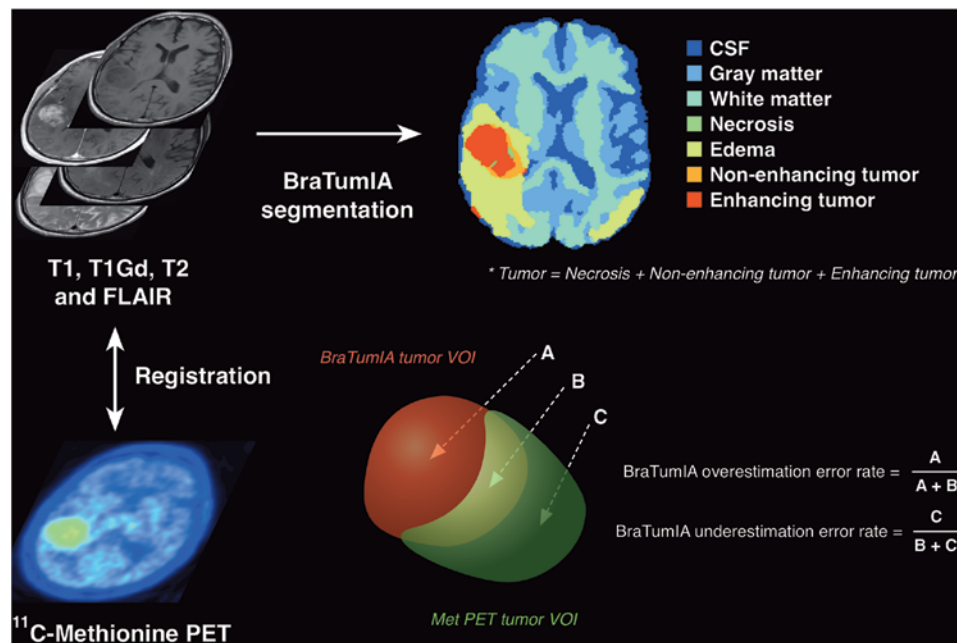 CSF
Gray matter
White matter
Necrosis
Edema
Non-enhancing tumor
Enhancing tumor
BraTumIA
segmentation
T1, T1Gd, T2
and FLAIR
* Tumor = Necrosis + Non-enhancing tumor + Enhancing tumor
Registration
BraTumIA tumor VOI
A
B
C
BraTumIA overestimation error rate = A / A + B
BraTumIA underestimation error rate = C / B + C
Met PET tumor VOI
¹¹C-Methionine PET